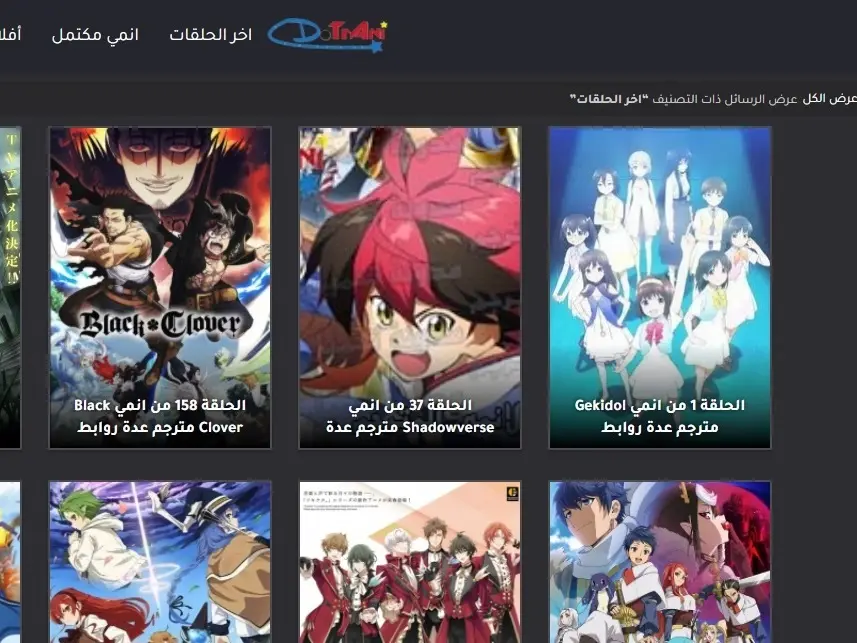 اخر الحلقات
انمي مكتمل
أفلا
عرض الكل
عرض الرسائل ذات التصنيف “اخر الحلقات”
الحلقة 1 من انمي Gekidol
مترجم عدة روابط
الحلقة 37 من انمي
Shadowverse مترجم عدة
Black Clover
الحلقة 158 من انمي Black
Clover مترجم عدة روابط
TVアニメ化決定!!